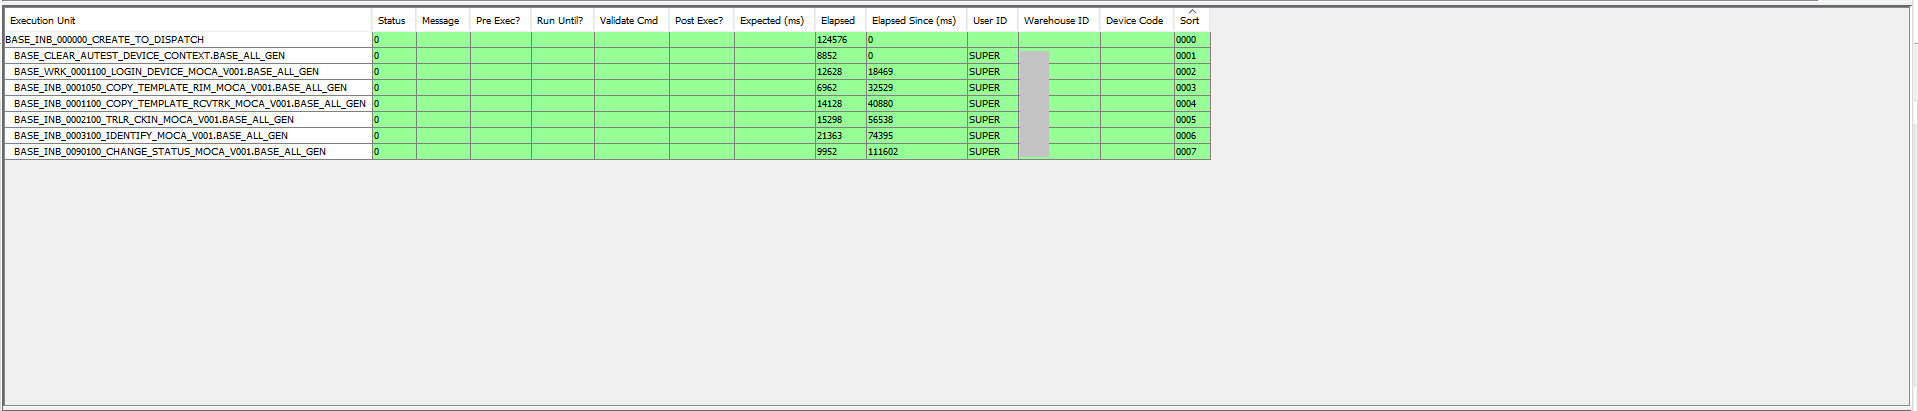 Execution Unit Status Message Pre Exec? Run Until? Validate Cmd Post Exec? Expected (ms) Elapsed Elapsed Since (ms) User ID Warehouse ID Device Code Sort
BASE_INB_000000_CREATE_TO_DISPATCH 0 124576 0 0000
BASE_CLEAR_AUTEST_DEVICE_CONTEXT.BASE_ALL_GEN 0 8852 0 SUPER 0001
BASE_WRK_0001100_LOGIN_DEVICE_MOCA_V001.BASE_ALL_GEN 0 12628 18469 SUPER 0002
BASE_INB_0001050_COPY_TEMPLATE_RIM_MOCA_V001.BASE_ALL_GEN 0 6962 32529 SUPER 0003
BASE_INB_0001100_COPY_TEMPLATE_RCVTRK_MOCA_V001.BASE_ALL_GEN 0 14128 40880 SUPER 0004
BASE_INB_0002100_TRLR_CKIN_MOCA_V001.BASE_ALL_GEN 0 15298 56538 SUPER 0005
BASE_INB_0003100_IDENTIFY_MOCA_V001.BASE_ALL_GEN 0 21363 74395 SUPER 0006
BASE_INB_0090100_CHANGE_STATUS_MOCA_V001.BASE_ALL_GEN 0 9952 111602 SUPER 0007